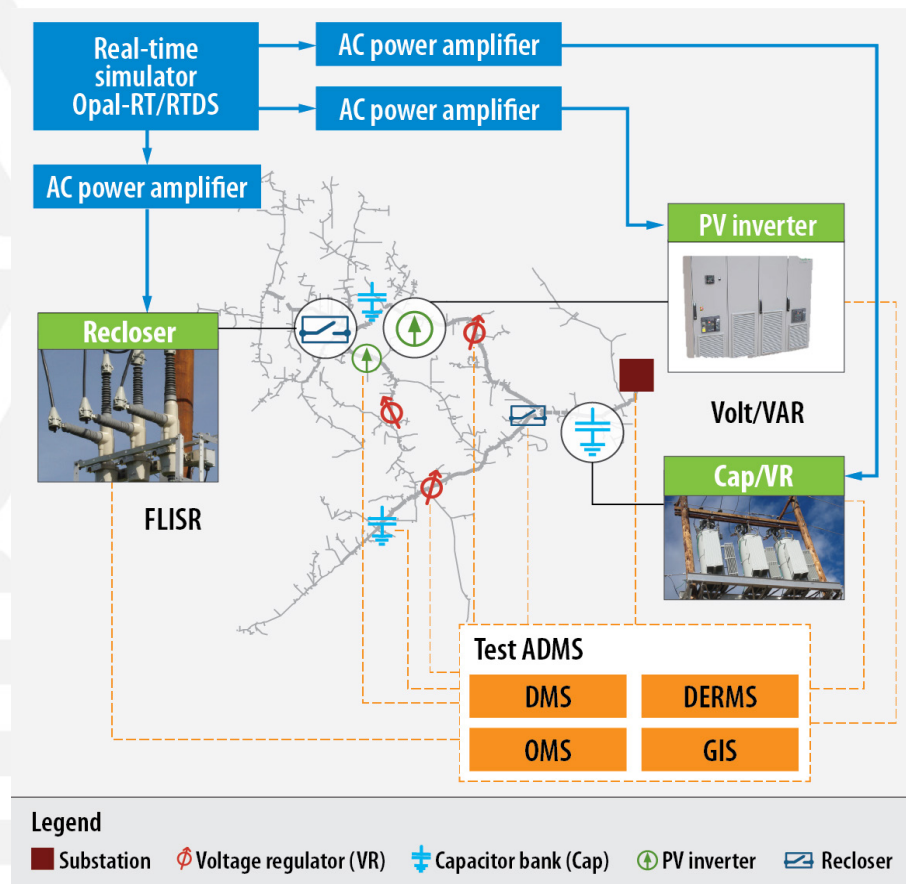 Real-time
simulator
Opal-RT/RTDS
AC power amplifier
AC power amplifier
AC power amplifier
PV inverter
Recloser
Volt/VAR
Cap/VR
FLISR
Test ADMS
DMS
DERMS
OMS
GIS
Legend
Substation
Voltage regulator (VR)
Capacitor bank (Cap)
PV inverter
Recloser